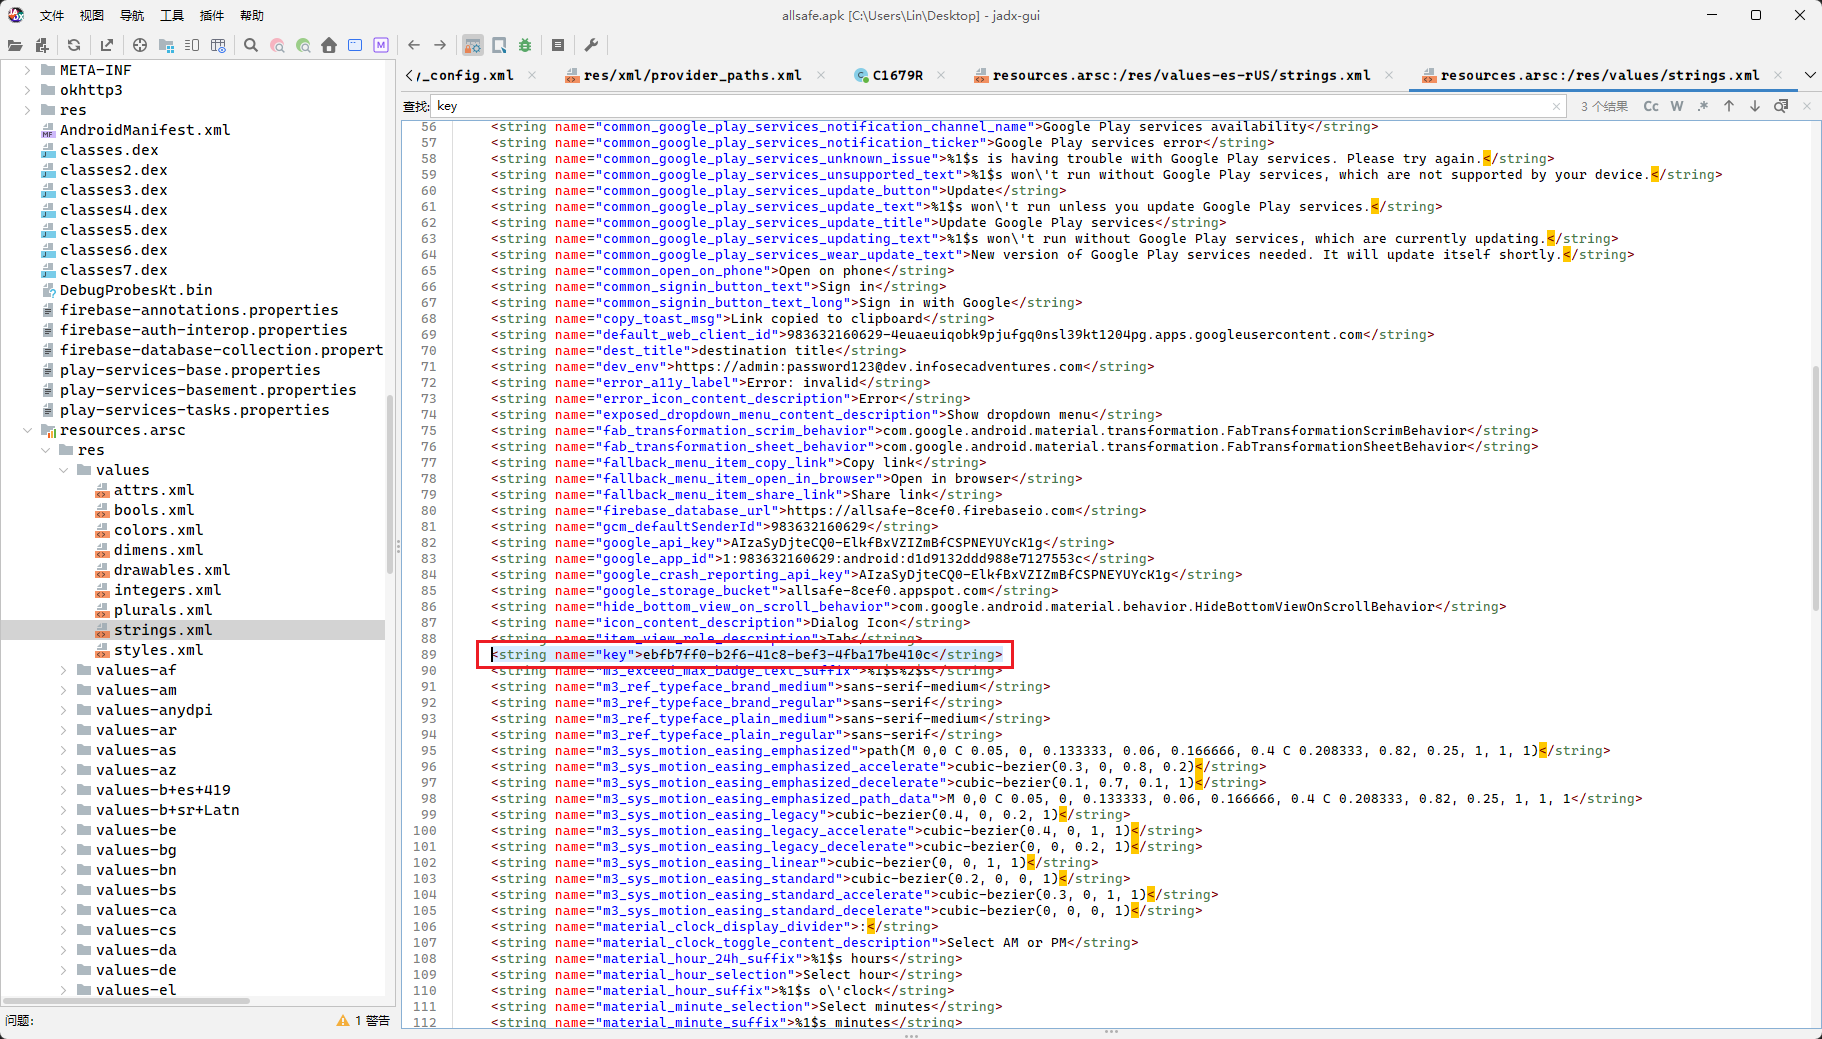 allsafe.apk [C:\Users\Lin\Desktop] - jadx-gui
文件 视图 导航 工具 插件 帮助
META-INF
okhttp3
res
AndroidManifest.xml
classes.dex
classes2.dex
classes3.dex
classes4.dex
classes5.dex
classes6.dex
classes7.dex
DebugProbesKt.bin
firebase-annotations.properties
firebase-auth-interop.properties
firebase-database-collection.propert
play-services-base.properties
play-services-basement.properties
play-services-tasks.properties
resources.arsc
res
values
attrs.xml
bools.xml
colors.xml
dimens.xml
drawables.xml
integers.xml
plurals.xml
strings.xml
styles.xml
values-af
values-am
values-anydpi
values-ar
values-as
values-az
values-b+es+419
values-b+sr+Latn
values-be
values-bg
values-bn
values-bs
values-ca
values-cs
values-da
values-de
values-el
问题: 1 警告
_config.xml res/xml/provider_paths.xml C1679R resources.arsc:/res/values-es-rUS/strings.xml resources.arsc:/res/values/strings.xml
查找: key 3 个结果 Cc W .*
56 <string name="common_google_play_services_notification_channel_name">Google Play services availability</string>
57 <string name="common_google_play_services_notification_ticker">Google Play services error</string>
58 <string name="common_google_play_services_unknown_issue">%1$s is having trouble with Google Play services. Please try again.</string>
59 <string name="common_google_play_services_unsupported_text">%1$s won\'t run without Google Play services, which are not supported by your device.</string>
60 <string name="common_google_play_services_update_button">Update</string>
61 <string name="common_google_play_services_update_text">%1$s won\'t run unless you update Google Play services.</string>
62 <string name="common_google_play_services_update_title">Update Google Play services</string>
63 <string name="common_google_play_services_updating_text">%1$s won\'t run without Google Play services, which are currently updating.</string>
64 <string name="common_google_play_services_wear_update_text">New version of Google Play services needed. It will update itself shortly.</string>
65 <string name="common_open_on_phone">Open on phone</string>
66 <string name="common_signin_button_text">Sign in</string>
67 <string name="common_signin_button_text_long">Sign in with Google</string>
68 <string name="copy_toast_msg">Link copied to clipboard</string>
69 <string name="default_web_client_id">983632160629-4euaeuiqobk9pjufgq0nsl39kt1204pg.apps.googleusercontent.com</string>
70 <string name="dest_title">destination title</string>
71 <string name="dev_env">https://admin:password123@dev.infosecadventures.com</string>
72 <string name="error_a11y_label">Error: invalid</string>
73 <string name="error_icon_content_description">Error</string>
74 <string name="exposed_dropdown_menu_content_description">Show dropdown menu</string>
75 <string name="fab_transformation_scrim_behavior">com.google.android.material.transformation.FabTransformationScrimBehavior</string>
76 <string name="fab_transformation_sheet_behavior">com.google.android.material.transformation.FabTransformationSheetBehavior</string>
77 <string name="fallback_menu_item_copy_link">Copy link</string>
78 <string name="fallback_menu_item_open_in_browser">Open in browser</string>
79 <string name="fallback_menu_item_share_link">Share link</string>
80 <string name="firebase_database_url">https://allsafe-8cef0.firebaseio.com</string>
81 <string name="gcm_defaultSenderId">983632160629</string>
82 <string name="google_api_key">AIzaSyDjteCQ0-ElkfBxVZIZmBfCSPNEYUYcK1g</string>
83 <string name="google_app_id">1:983632160629:android:d1d9132ddd988e7127553c</string>
84 <string name="google_crash_reporting_api_key">AIzaSyDjteCQ0-ElkfBxVZIZmBfCSPNEYUYcK1g</string>
85 <string name="google_storage_bucket">allsafe-8cef0.appspot.com</string>
86 <string name="hide_bottom_view_on_scroll_behavior">com.google.android.material.behavior.HideBottomViewOnScrollBehavior</string>
87 <string name="icon_content_description">Dialog Icon</string>
88 <string name="item_view_role_description">Tab</string>
89 <string name="key">ebfb7ff0-b2f6-41c8-bef3-4fba17be410c</string>
90 <string name="m3_exceed_max_badge_text_suffix">%1$s%2$s</string>
91 <string name="m3_ref_typeface_brand_medium">sans-serif-medium</string>
92 <string name="m3_ref_typeface_brand_regular">sans-serif</string>
93 <string name="m3_ref_typeface_plain_medium">sans-serif-medium</string>
94 <string name="m3_ref_typeface_plain_regular">sans-serif</string>
95 <string name="m3_sys_motion_easing_emphasized">path(M 0,0 C 0.05, 0, 0.133333, 0.06, 0.166666, 0.4 C 0.208333, 0.82, 0.25, 1, 1, 1)</string>
96 <string name="m3_sys_motion_easing_emphasized_accelerate">cubic-bezier(0.3, 0, 0.8, 0.2)</string>
97 <string name="m3_sys_motion_easing_emphasized_decelerate">cubic-bezier(0.1, 0.7, 0.1, 1)</string>
98 <string name="m3_sys_motion_easing_emphasized_path_data">M 0,0 C 0.05, 0, 0.133333, 0.06, 0.166666, 0.4 C 0.208333, 0.82, 0.25, 1, 1, 1</string>
99 <string name="m3_sys_motion_easing_legacy">cubic-bezier(0.4, 0, 0.2, 1)</string>
100 <string name="m3_sys_motion_easing_legacy_accelerate">cubic-bezier(0.4, 0, 1, 1)</string>
101 <string name="m3_sys_motion_easing_legacy_decelerate">cubic-bezier(0, 0, 0.2, 1)</string>
102 <string name="m3_sys_motion_easing_linear">cubic-bezier(0, 0, 1, 1)</string>
103 <string name="m3_sys_motion_easing_standard">cubic-bezier(0.2, 0, 0, 1)</string>
104 <string name="m3_sys_motion_easing_standard_accelerate">cubic-bezier(0.3, 0, 1, 1)</string>
105 <string name="m3_sys_motion_easing_standard_decelerate">cubic-bezier(0, 0, 0, 1)</string>
106 <string name="material_clock_display_divider">:</string>
107 <string name="material_clock_toggle_content_description">Select AM or PM</string>
108 <string name="material_hour_24h_suffix">%1$s hours</string>
109 <string name="material_hour_selection">Select hour</string>
110 <string name="material_hour_suffix">%1$s o\'clock</string>
111 <string name="material_minute_selection">Select minutes</string>
112 <string name="material_minute_suffix">%1$s minutes</string>